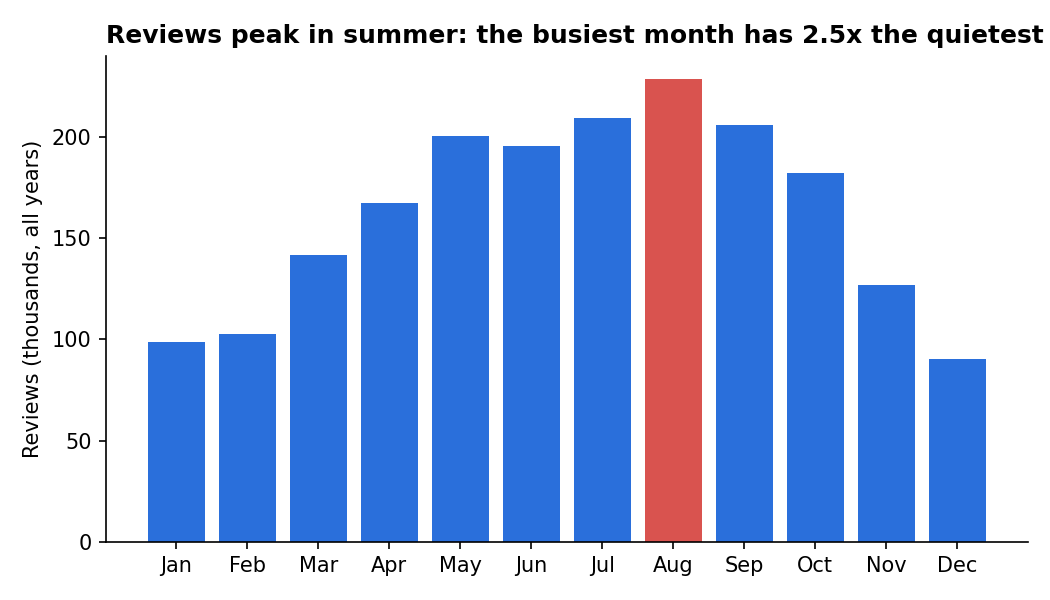 Reviews peak in summer: the busiest month has 2.5x the quietest
Reviews (thousands, all years)
200
150
100
50
0
Jan Feb Mar Apr May Jun Jul Aug Sep Oct Nov Dec